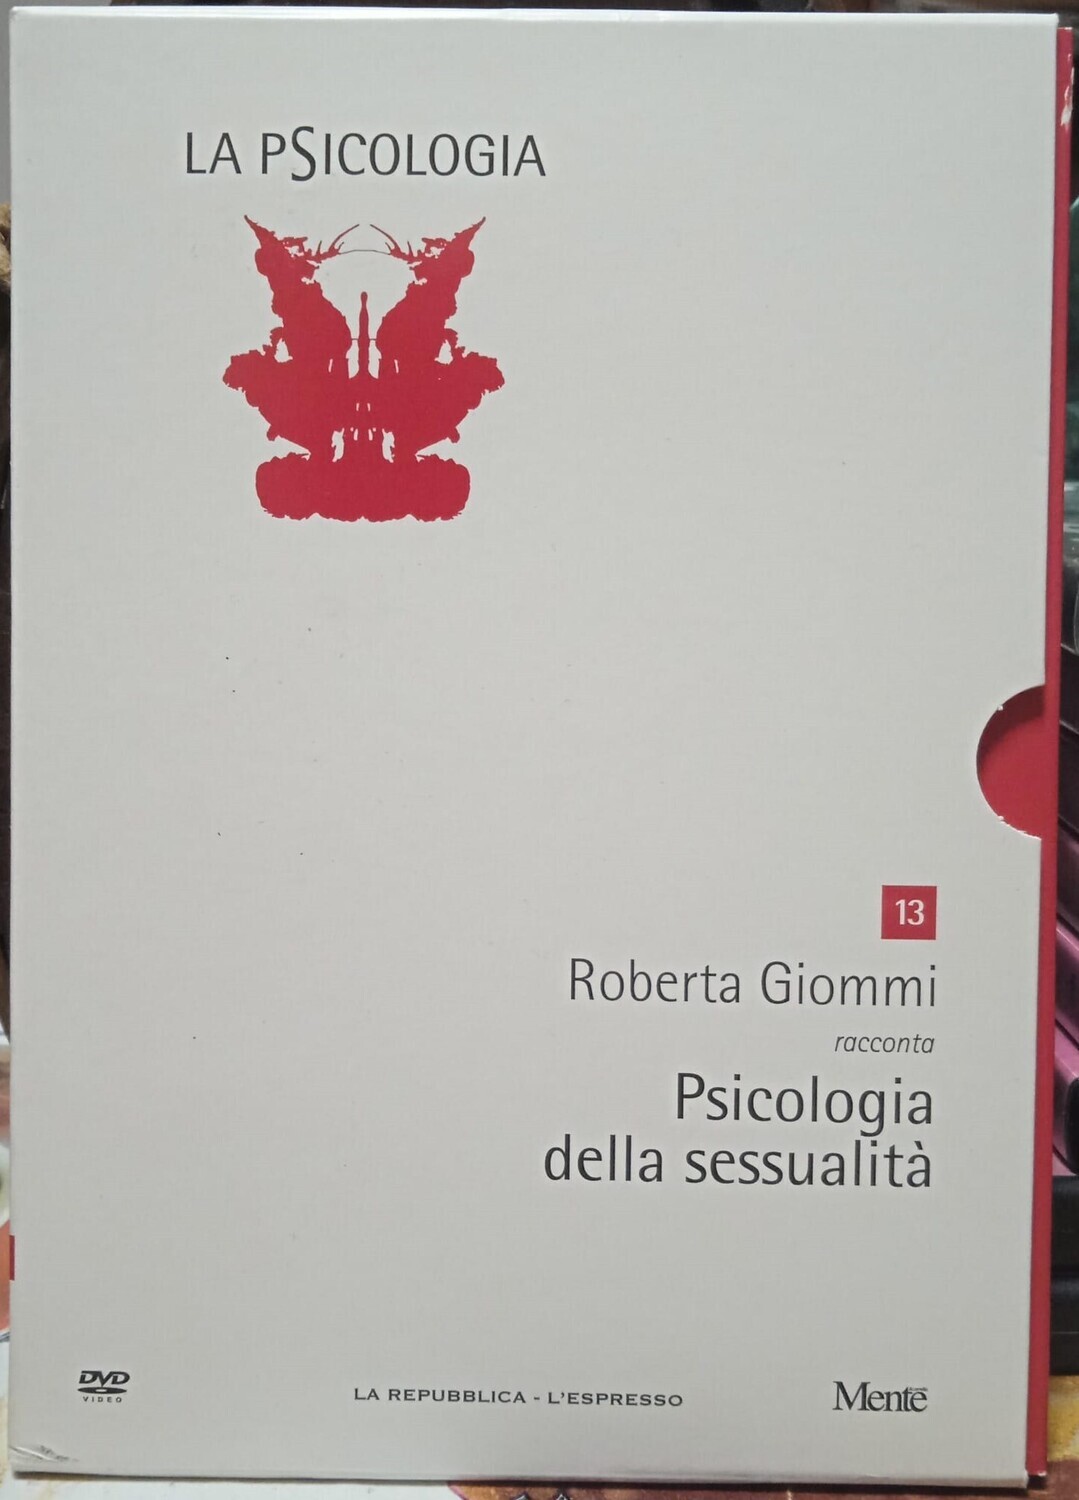 LA PSICOLOGIA
13
Roberta Giommi
racconta
Psicologia
della sessualità
DVD
VIDEO
LA REPUBBLICA - L'ESPRESSO
Mente